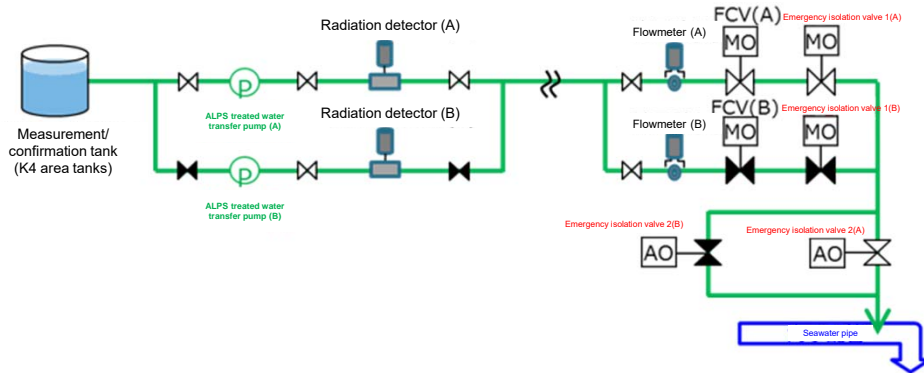 Radiation detector (A)
Flowmeter (A)
FCV(A)
Emergency isolation valve 1(A)
MO
MO
P
ALPS treated water
transfer pump (A)
Radiation detector (B)
Flowmeter (B)
FCV(B)
Emergency isolation valve 1(B)
MO
MO
Measurement/
confirmation tank
(K4 area tanks)
P
ALPS treated water
transfer pump (B)
Emergency isolation valve 2(B)
Emergency isolation valve 2(A)
AO
AO
Seawater pipe